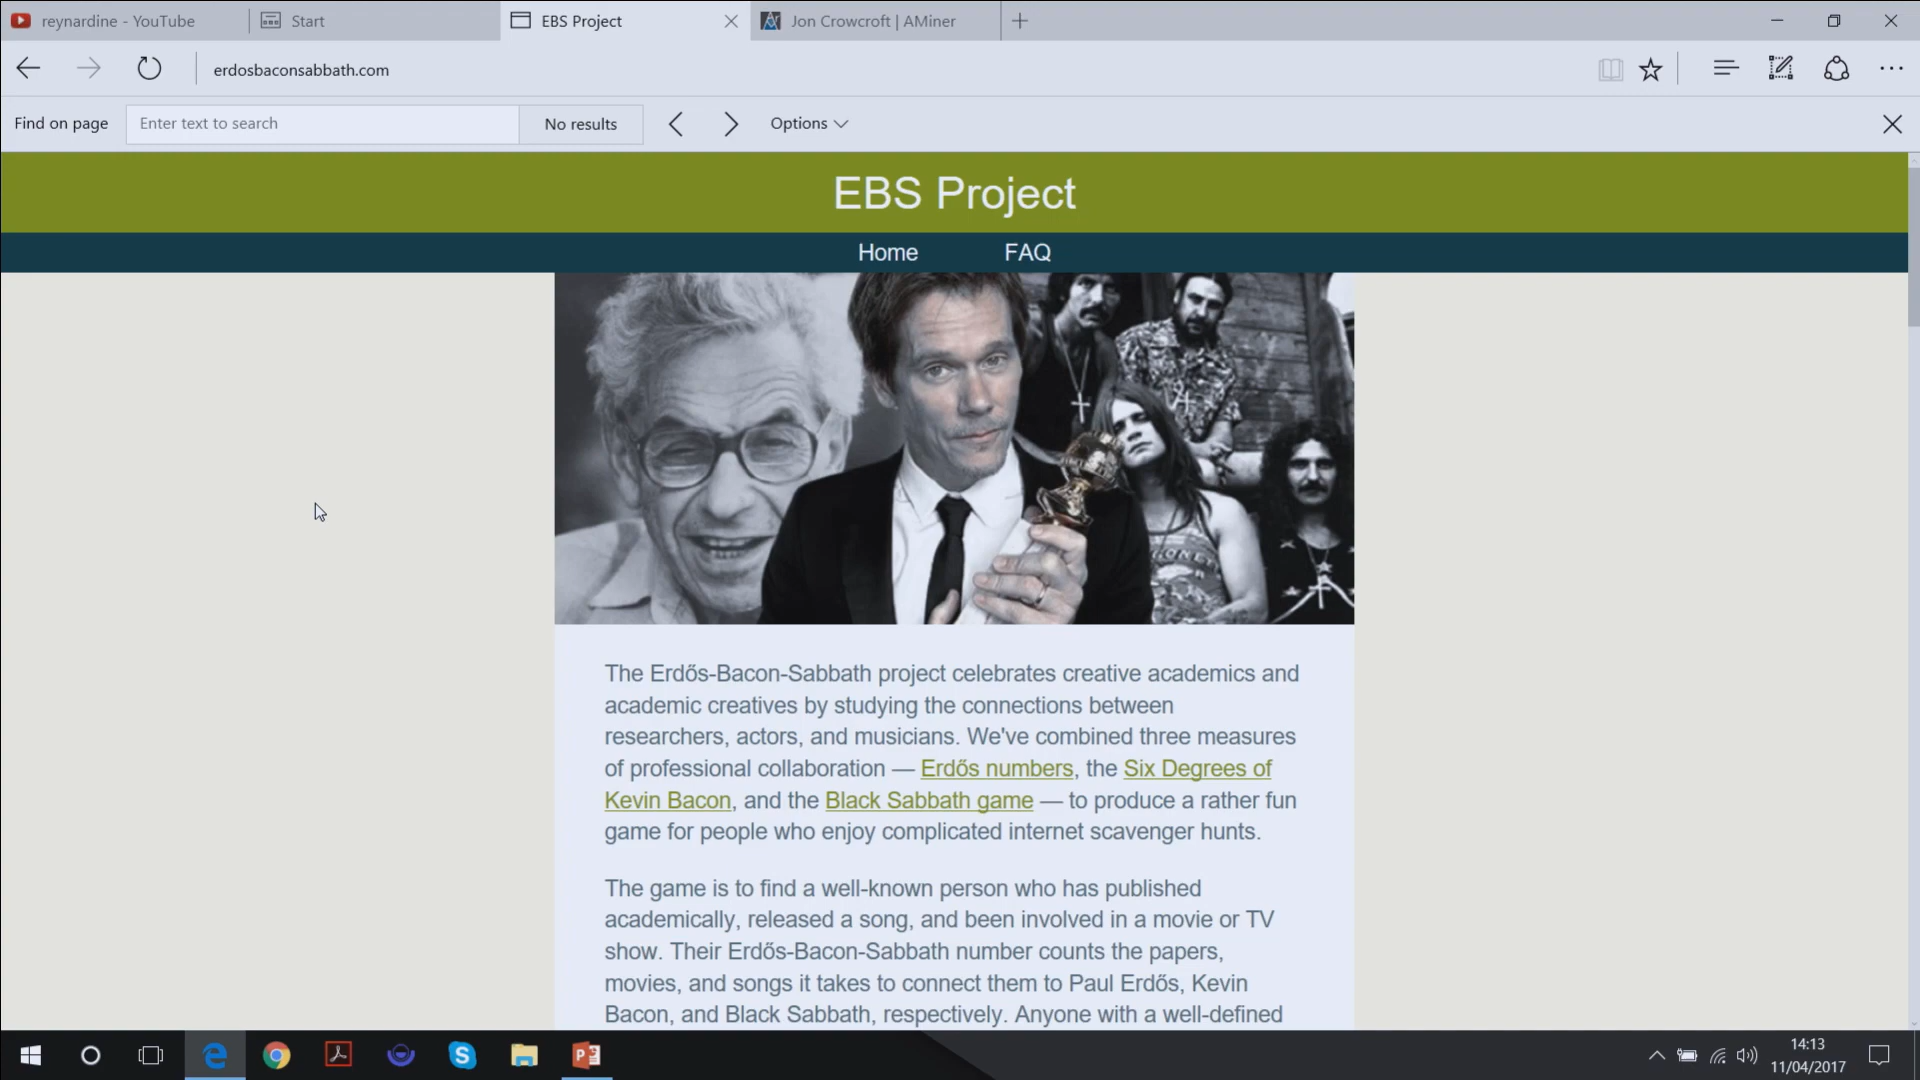 reynardine - YouTube
Start
EBS Project
Jon Crowcroft | AMiner
erdosbaconsabbath.com
Find on page
Enter text to search
No results
Options
EBS Project
Home
FAQ
The Erdős-Bacon-Sabbath project celebrates creative academics and
academic creatives by studying the connections between
researchers, actors, and musicians. We've combined three measures
of professional collaboration — Erdős numbers, the Six Degrees of
Kevin Bacon, and the Black Sabbath game — to produce a rather fun
game for people who enjoy complicated internet scavenger hunts.
The game is to find a well-known person who has published
academically, released a song, and been involved in a movie or TV
show. Their Erdős-Bacon-Sabbath number counts the papers,
movies, and songs it takes to connect them to Paul Erdős, Kevin
Bacon, and Black Sabbath, respectively. Anyone with a well-defined
14:13
11/04/2017